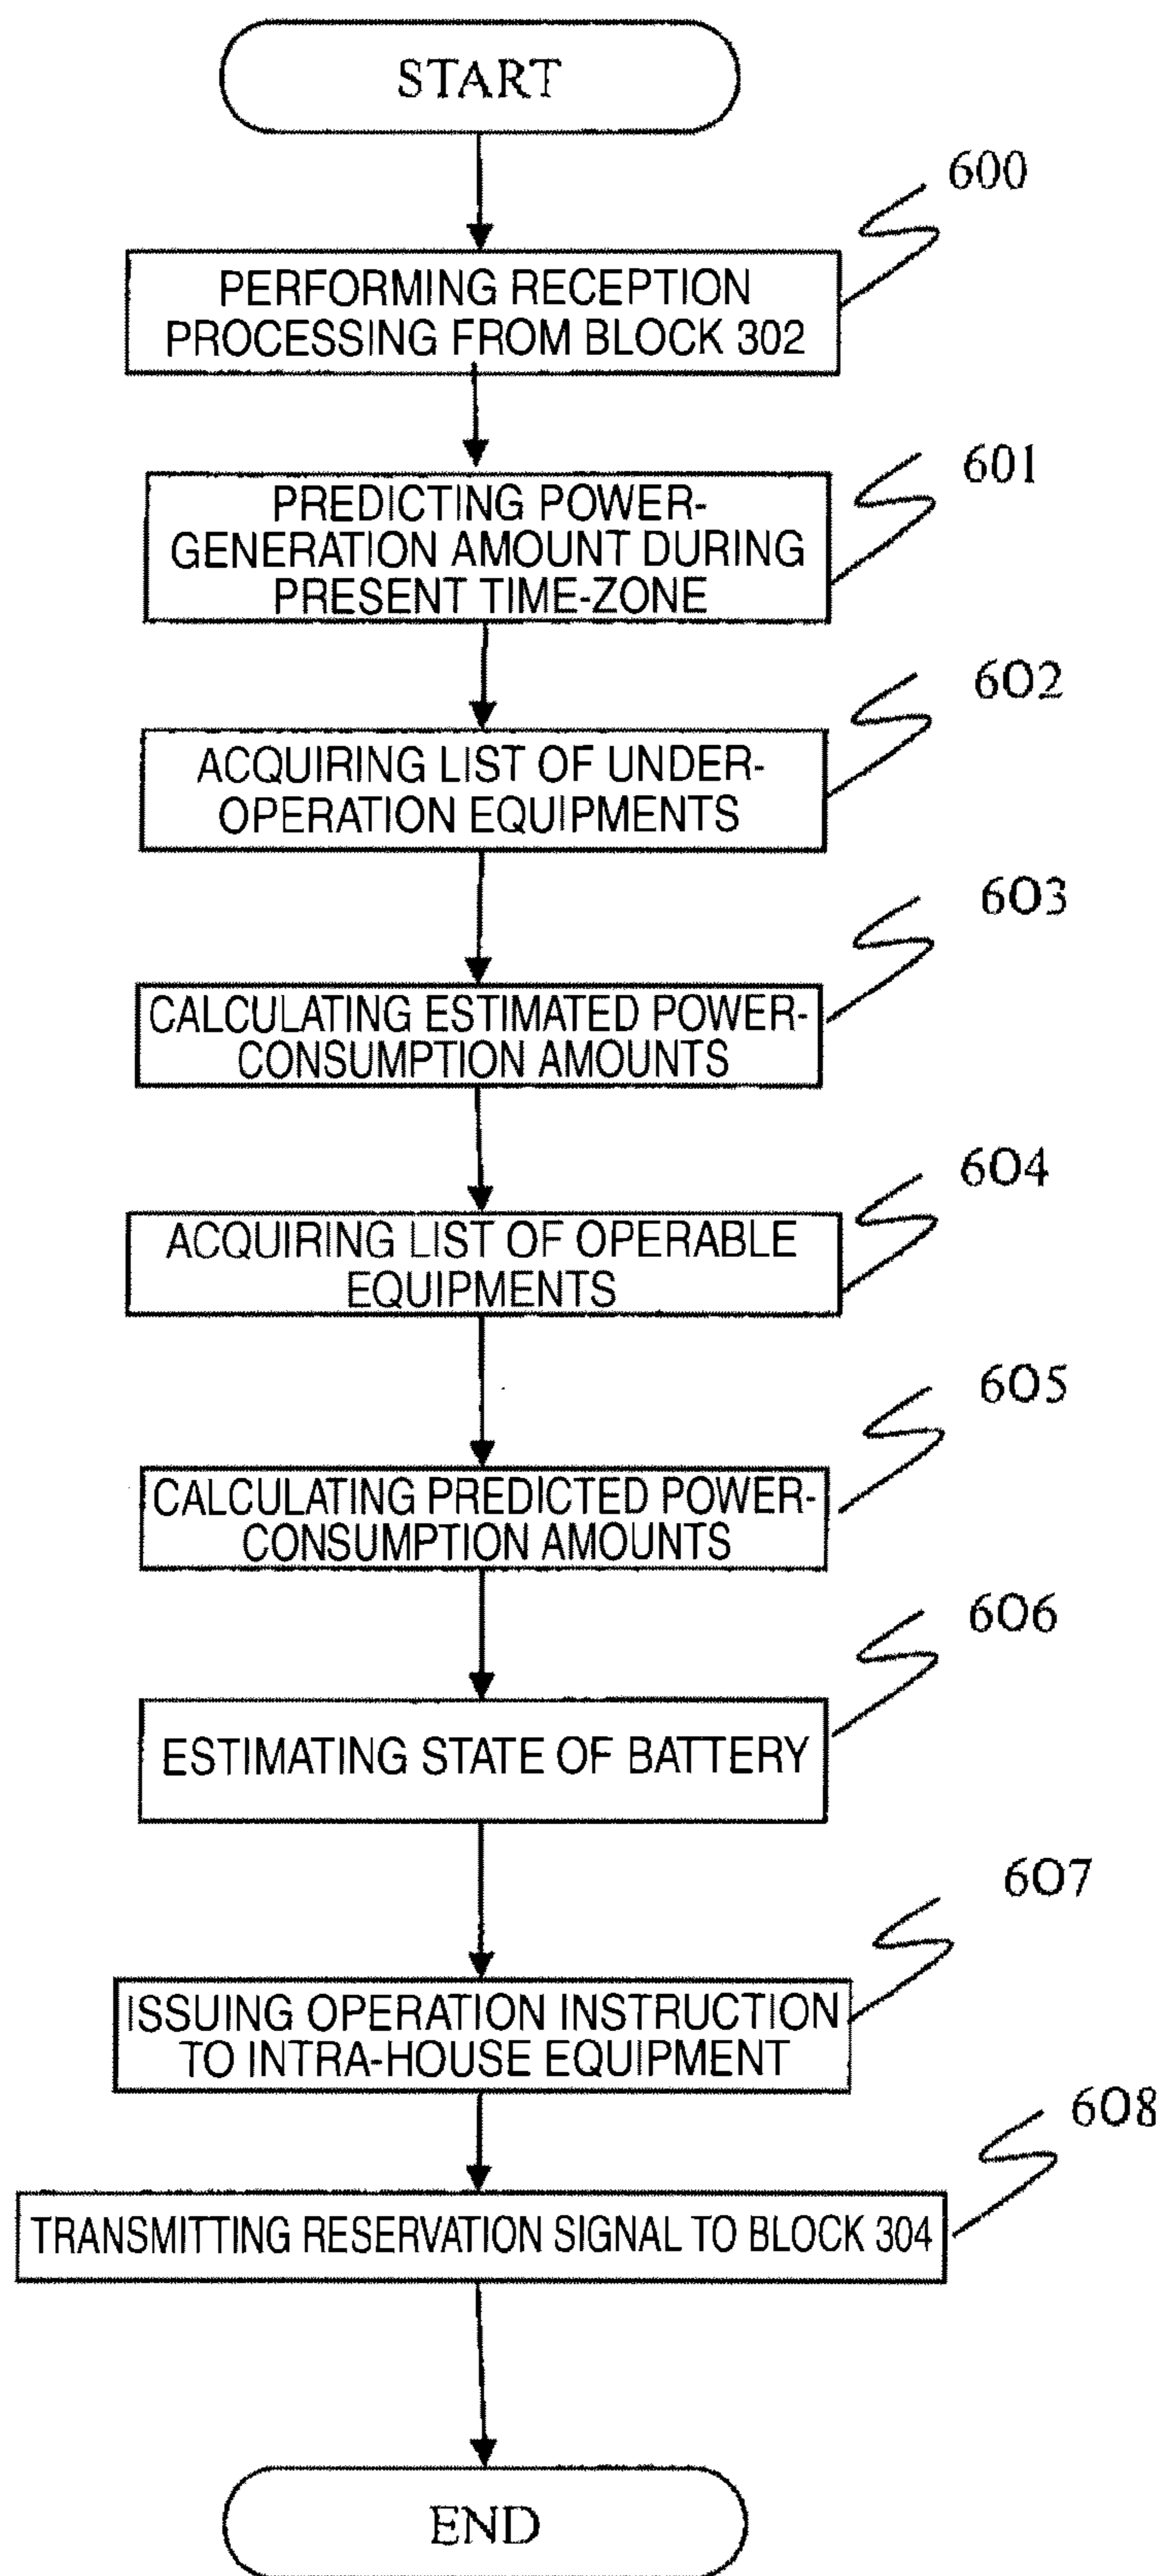 START
600
PERFORMING RECEPTION
PROCESSING FROM BLOCK 302
601
PREDICTING POWER-
GENERATION AMOUNT DURING
PRESENT TIME-ZONE
602
ACQUIRING LIST OF UNDER-
OPERATION EQUIPMENTS
603
CALCULATING ESTIMATED POWER-
CONSUMPTION AMOUNTS
604
ACQUIRING LIST OF OPERABLE
EQUIPMENTS
605
CALCULATING PREDICTED POWER-
CONSUMPTION AMOUNTS
606
ESTIMATING STATE OF BATTERY
607
ISSUING OPERATION INSTRUCTION
TO INTRA-HOUSE EQUIPMENT
608
TRANSMITTING RESERVATION SIGNAL TO BLOCK 304
END